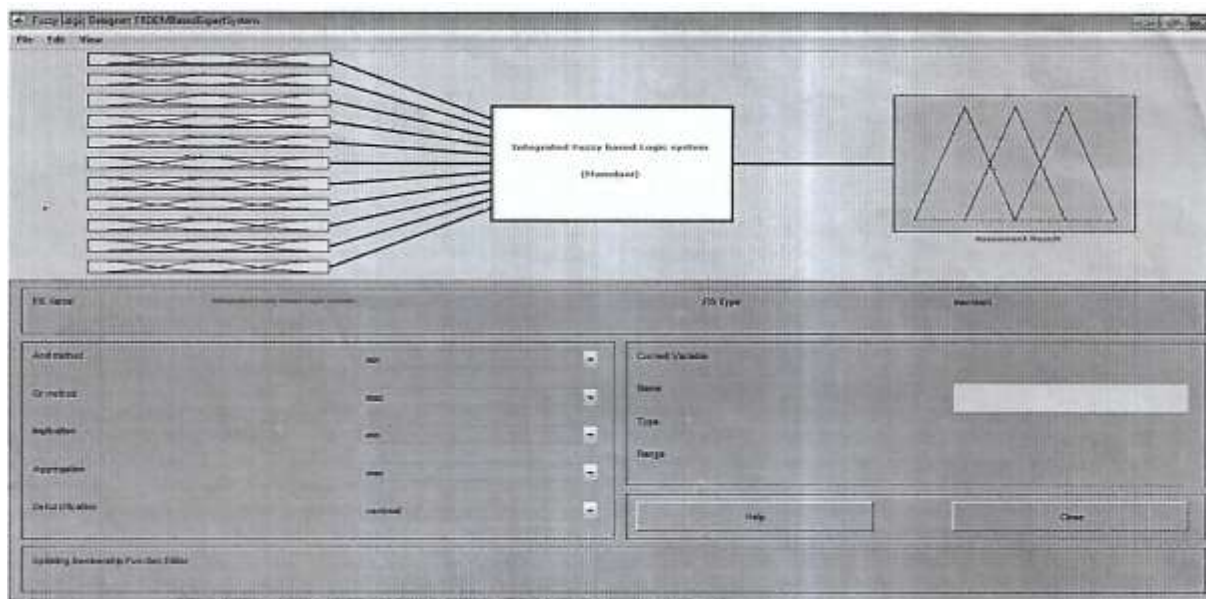 Fuzzy Logic Designer:
File Edit View
Integrated Fuzzy based Logic system
(Mamdani)
Assessment Result
FIS Name:
FIS Type
mamdani
And method
min
Or method
max
Implication
min
Aggregation
max
Defuzzification
centroid
Current Variable
Name
Type
Range
Help
Close
Updating Membership Function Editor